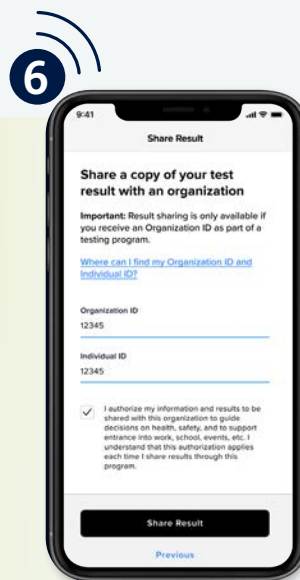 6
9:41
Share Result
Share a copy of your test
result with an organization
Important: Result sharing is only available if
you receive an Organization ID as part of a
testing program.
Where can I find my Organization ID and
Individual ID?
Organization ID
12345
Individual ID
12345
I authorize my information and results to be
shared with this organization to guide
decisions on health, safety, and to support
entrance into work, school, events, etc. I
understand that this authorization applies
each time I share results through this
program.
Share Result
Previous